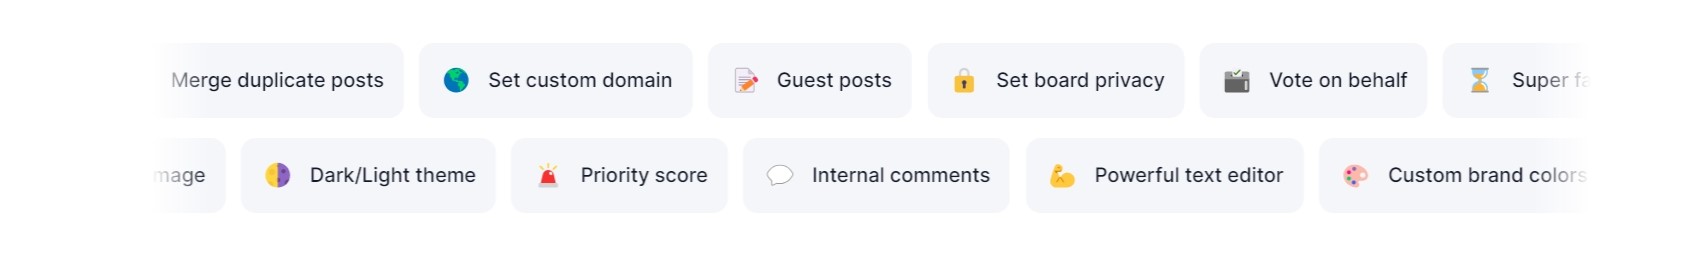 Merge duplicate posts Set custom domain Guest posts Set board privacy Vote on behalf Super
Dark/Light theme Priority score Internal comments Powerful text editor Custom brand colors